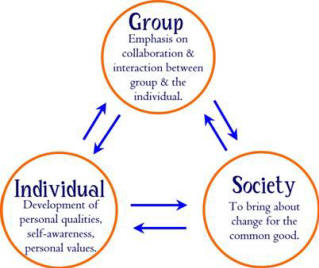 Group
Emphasis on
collaboration &
interaction between
group & the
individual.
Individual
Development of
personal qualities,
self-awareness,
personal values.
Society
To bring about
change for the
common good.